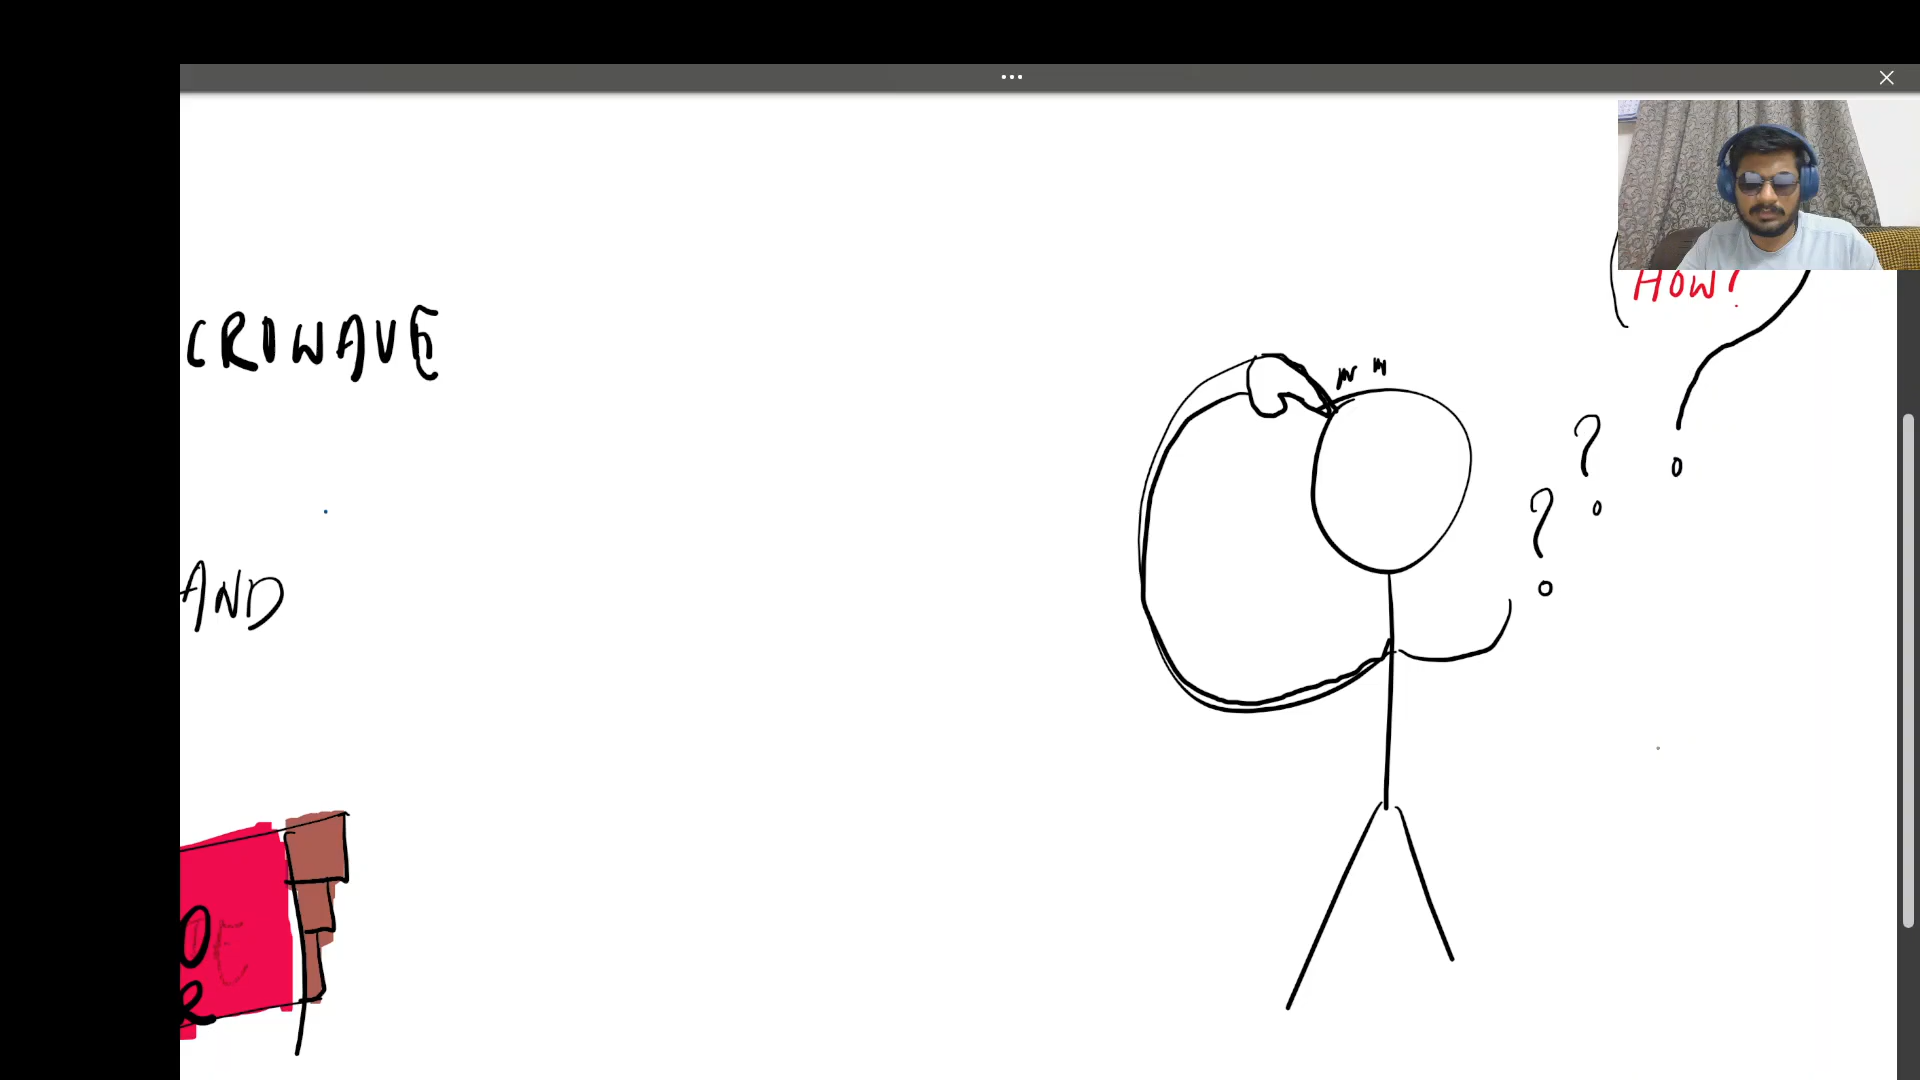 HOW?
CROWAVE
? ?
AND
O
R